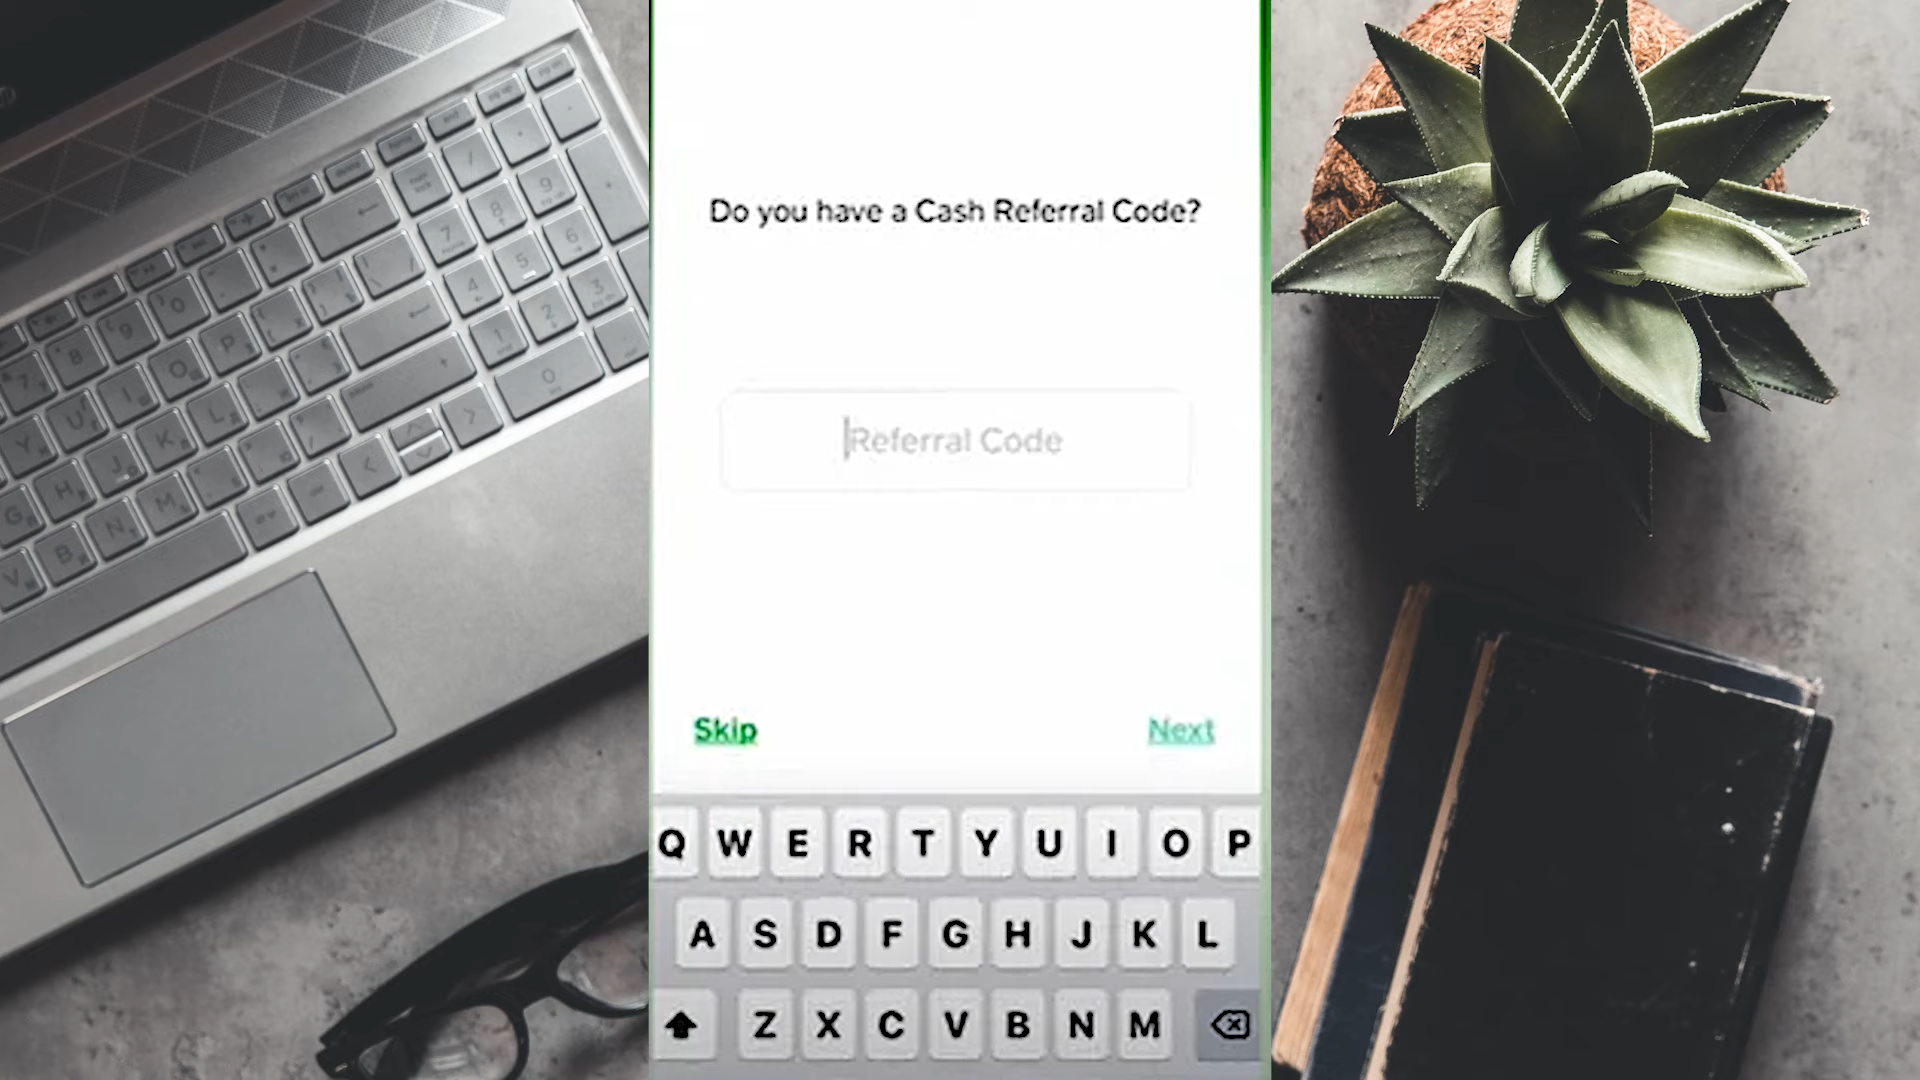 Do you have a Cash Referral Code?
Referral Code
Skip
Next
Q W E R T Y U I O P
A S D F G H J K L
Z X C V B N M